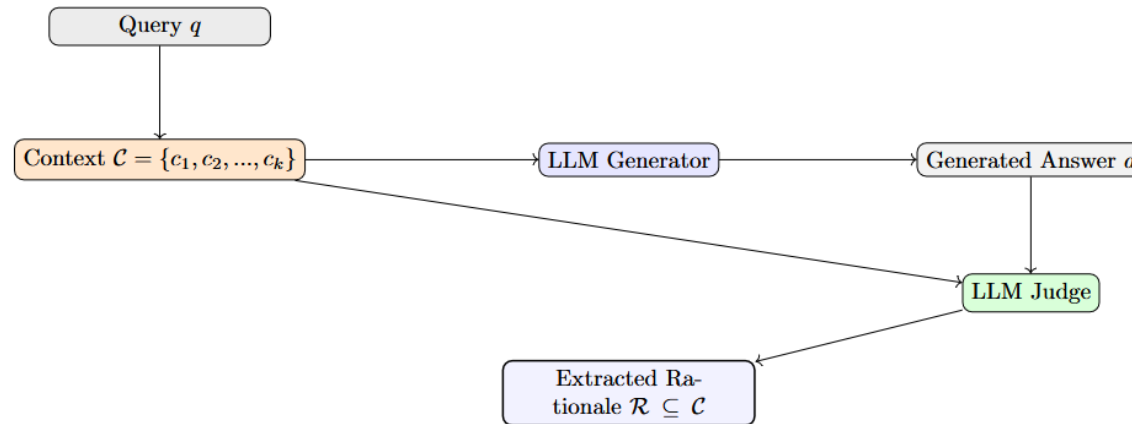 Query q
Context C = {c₁, c₂, ..., cₖ}
LLM Generator
Generated Answer a
LLM Judge
Extracted Ra-
tionale R ⊆ C